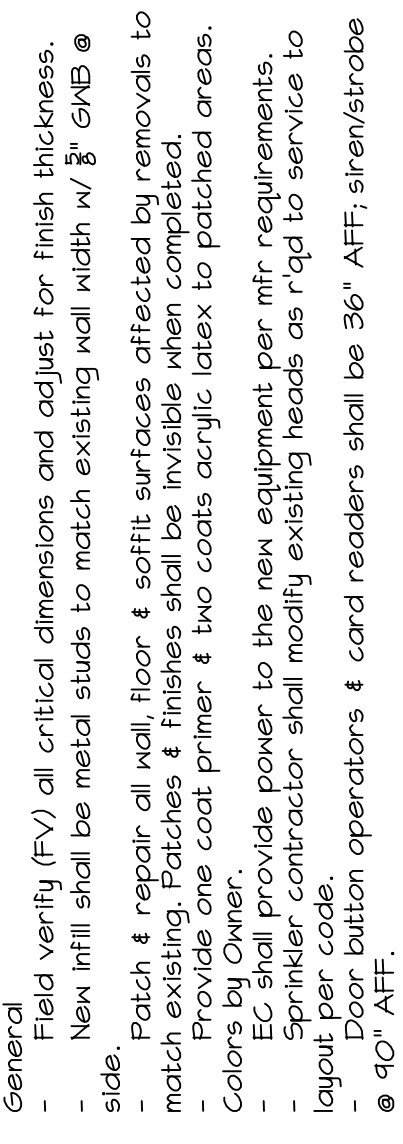 General
- Field verify (FV) all critical dimensions and adjust for finish thickness.
- New infill shall be metal studs to match existing wall width w/ 5/8" GWB @
side.
- Patch & repair all wall, floor & soffit surfaces affected by removals to
match existing. Patches & finishes shall be invisible when completed.
- Provide one coat primer & two coats acrylic latex to patched areas.
Colors by Owner.
- EC shall provide power to the new equipment per mfr requirements.
- Sprinkler contractor shall modify existing heads as r'qd to service to
layout per code.
- Door button operators & card readers shall be 36" AFF; siren/strobe
@ 90" AFF.